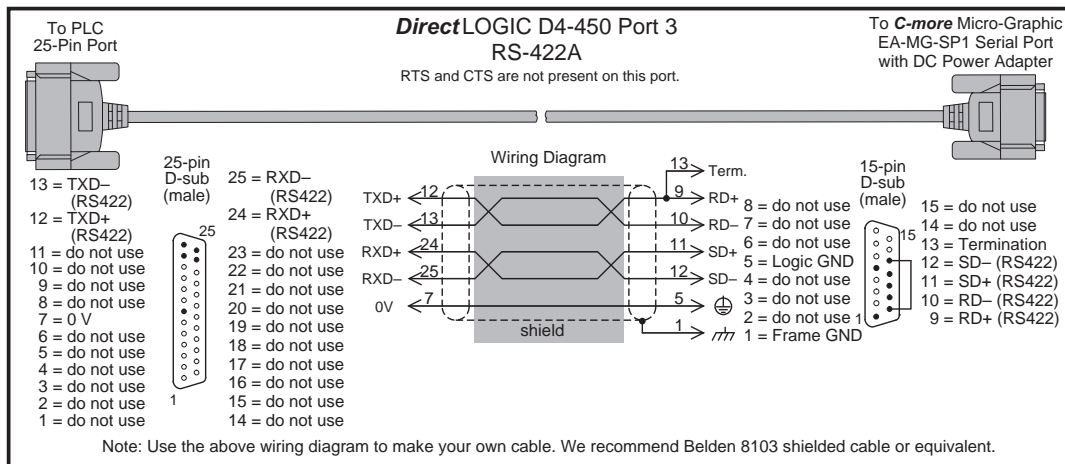 To PLC
25-Pin Port
DirectLOGIC D4-450 Port 3
RS-422A
RTS and CTS are not present on this port.
To C-more Micro-Graphic
EA-MG-SP1 Serial Port
with DC Power Adapter
13 = TXD–
(RS422)
12 = TXD+
(RS422)
11 = do not use
10 = do not use
9 = do not use
8 = do not use
7 = 0 V
6 = do not use
5 = do not use
4 = do not use
3 = do not use
2 = do not use
1 = do not use
25-pin
D-sub
(male)
25
1
25 = RXD–
(RS422)
24 = RXD+
(RS422)
23 = do not use
22 = do not use
21 = do not use
20 = do not use
19 = do not use
18 = do not use
17 = do not use
16 = do not use
15 = do not use
14 = do not use
Wiring Diagram
13 Term.
TXD+ 12 9 RD+
TXD– 13 10 RD–
RXD+ 24 11 SD+
RXD– 25 12 SD–
0V 7 5
1
shield
8 = do not use
7 = do not use
6 = do not use
5 = Logic GND
4 = do not use
3 = do not use
2 = do not use
1 = Frame GND
15-pin
D-sub
(male)
15
1
15 = do not use
14 = do not use
13 = Termination
12 = SD– (RS422)
11 = SD+ (RS422)
10 = RD– (RS422)
9 = RD+ (RS422)
Note: Use the above wiring diagram to make your own cable. We recommend Belden 8103 shielded cable or equivalent.